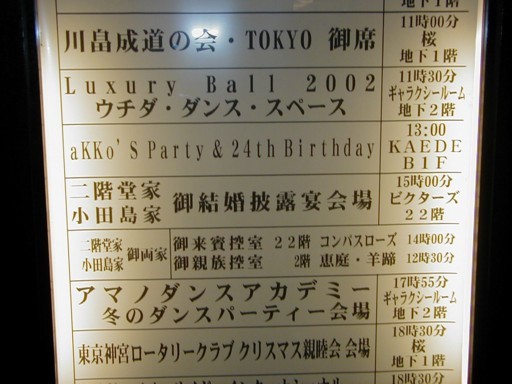 地下1階
川畠成道の会・TOKYO 御席
11時00分
桜
地下1階
Luxury Ball 2002
ウチダ・ダンス・スペース
11時30分
ギャラクシールーム
地下2階
aKKo'S Party & 24th Birthday
13:00
KAEDE
B1F
二階堂家
小田島家
御結婚披露宴会場
15時00分
ビクターズ
22階
二階堂家
小田島家
御両家
御来賓控室 22階 コンパスローズ 14時00分
御親族控室 2階 恵庭・羊蹄 12時30分
アマノダンスアカデミー
冬のダンスパーティー会場
17時55分
ギャラクシールーム
地下2階
東京神宮ロータリークラブ クリスマス親睦会 会場
18時30分
桜
地下1階
18時30分